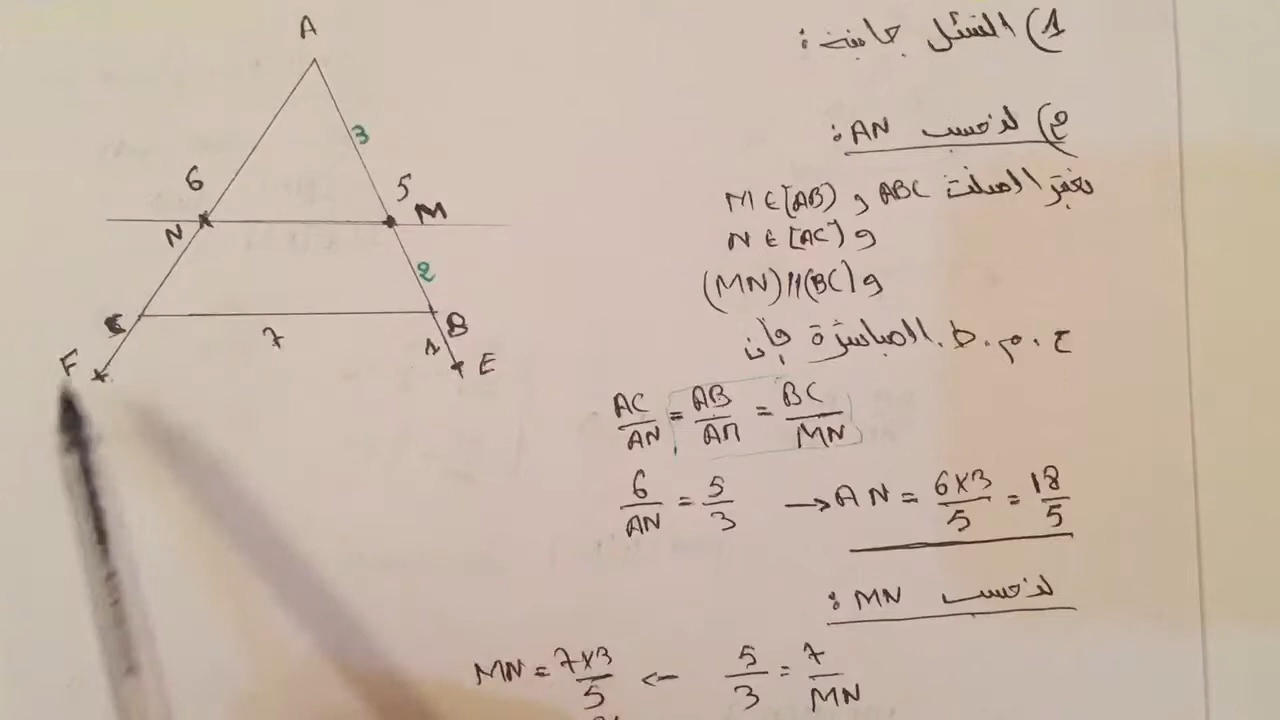 A
3
6
5
N
M
2
C
B
7
1
F
E
1) الشكل جانبه :
2) لنحسب AN :
نعتبر المثلث ABC و M ∈ [AB)
و N ∈ [AC)
و (MN)//(BC)
ح . م . ط . المباشرة فإن
AC/AN = AB/AM = BC/MN
6/AN = 5/3 → AN = 6×3/5 = 18/5
لنحسب MN :
5/3 = 7/MN ← MN = 7×3/5